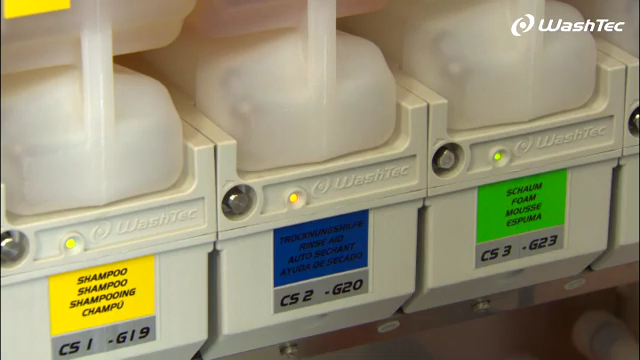 WashTec
WashTec
WashTec
WashTec
SHAMPOO
SHAMPOO
SHAMPOOING
CHAMPÚ
CS 1 - G19
TROCKNUNGSHILFE
RINSE AID
AUTO SECHANT
AYUDA DE SECADO
CS 2 - G20
SCHAUM
FOAM
MOUSSE
ESPUMA
CS 3 - G23